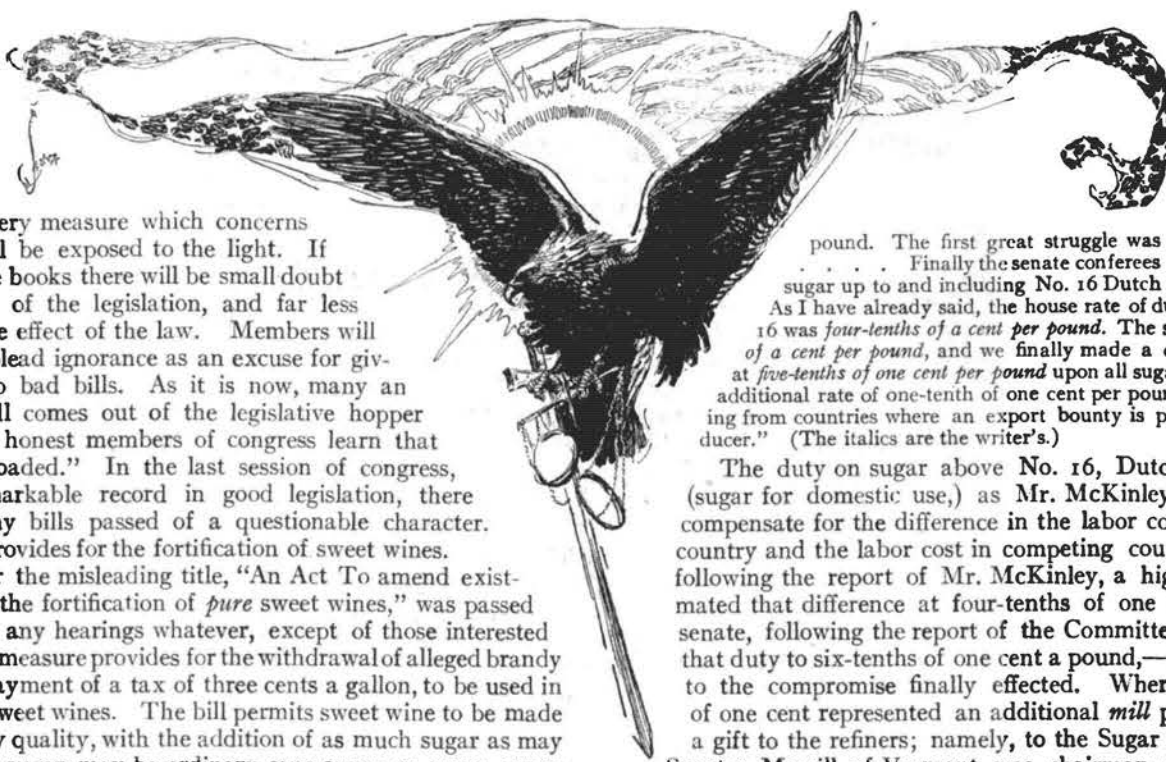 ery measure which concerns
l be exposed to the light. If
e books there will be small doubt
of the legislation, and far less
e effect of the law. Members will
lead ignorance as an excuse for giv-
o bad bills. As it is now, many an
ll comes out of the legislative hopper
honest members of congress learn that
oaded." In the last session of congress,
markable record in good legislation, there
ny bills passed of a questionable character.
rovides for the fortification of sweet wines.
r the misleading title, "An Act To amend exist-
the fortification of pure sweet wines," was passed
any hearings whatever, except of those interested
measure provides for the withdrawal of alleged brandy
ayment of a tax of three cents a gallon, to be used in
weet wines. The bill permits sweet wine to be made
y quality, with the addition of as much sugar as may
pound. The first great struggle was
. . . . Finally the senate conferees
sugar up to and including No. 16 Dutch
As I have already said, the house rate of du
16 was four-tenths of a cent per pound. The s
of a cent per pound, and we finally made a c
at five-tenths of one cent per pound upon all suga
additional rate of one-tenth of one cent per poun
ing from countries where an export bounty is p
ducer." (The italics are the writer's.)
The duty on sugar above No. 16, Dutc
(sugar for domestic use,) as Mr. McKinley
compensate for the difference in the labor co
country and the labor cost in competing cou
following the report of Mr. McKinley, a hig
mated that difference at four-tenths of one
senate, following the report of the Committe
that duty to six-tenths of one cent a pound,—
to the compromise finally effected. Wher
of one cent represented an additional mill p
a gift to the refiners; namely, to the Sugar